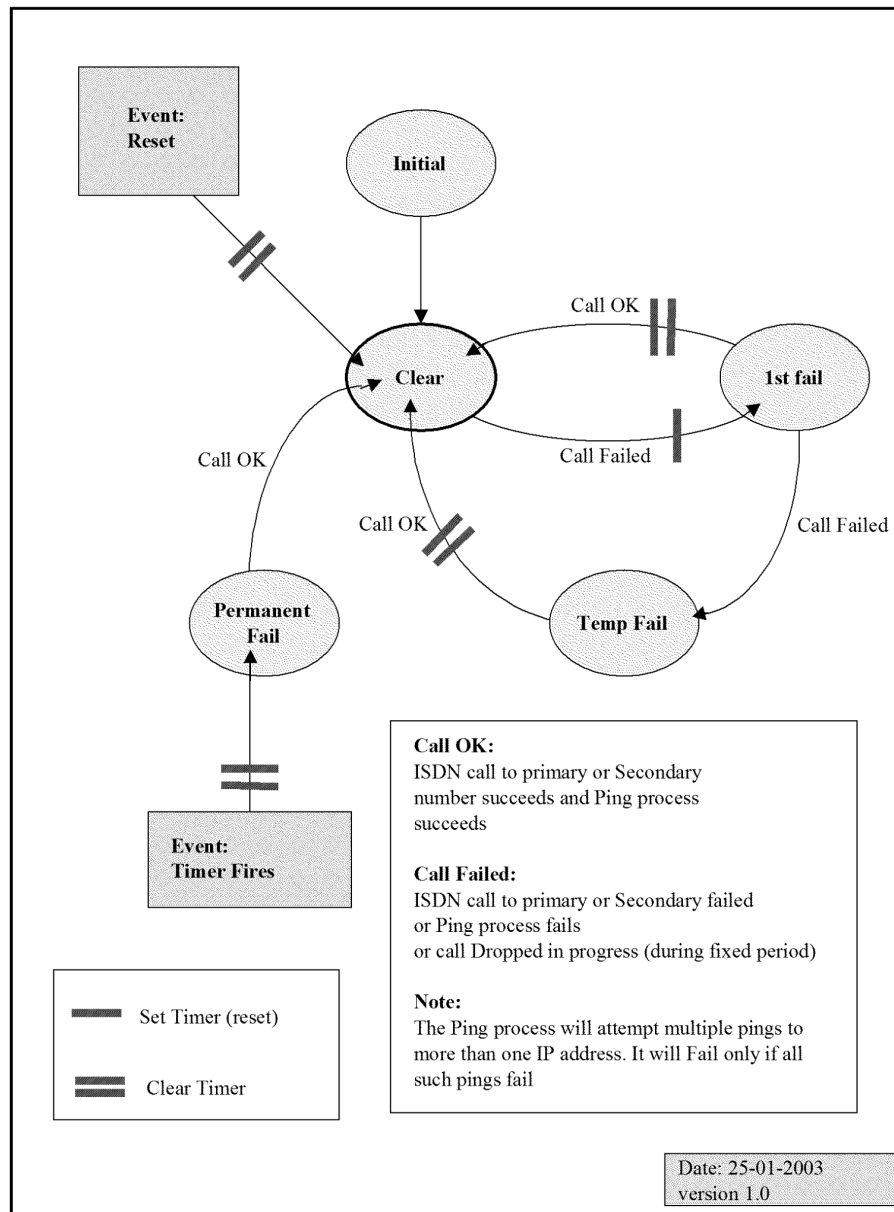 Event:
Reset
Initial
Call OK
Clear
1st fail
Call OK
Call Failed
Call OK
Call Failed
Permanent
Fail
Temp Fail
Event:
Timer Fires
Call OK:
ISDN call to primary or Secondary
number succeeds and Ping process
succeeds
Call Failed:
ISDN call to primary or Secondary failed
or Ping process fails
or call Dropped in progress (during fixed period)
Note:
The Ping process will attempt multiple pings to
more than one IP address. It will Fail only if all
such pings fail
Set Timer (reset)
Clear Timer
Date: 25-01-2003
version 1.0